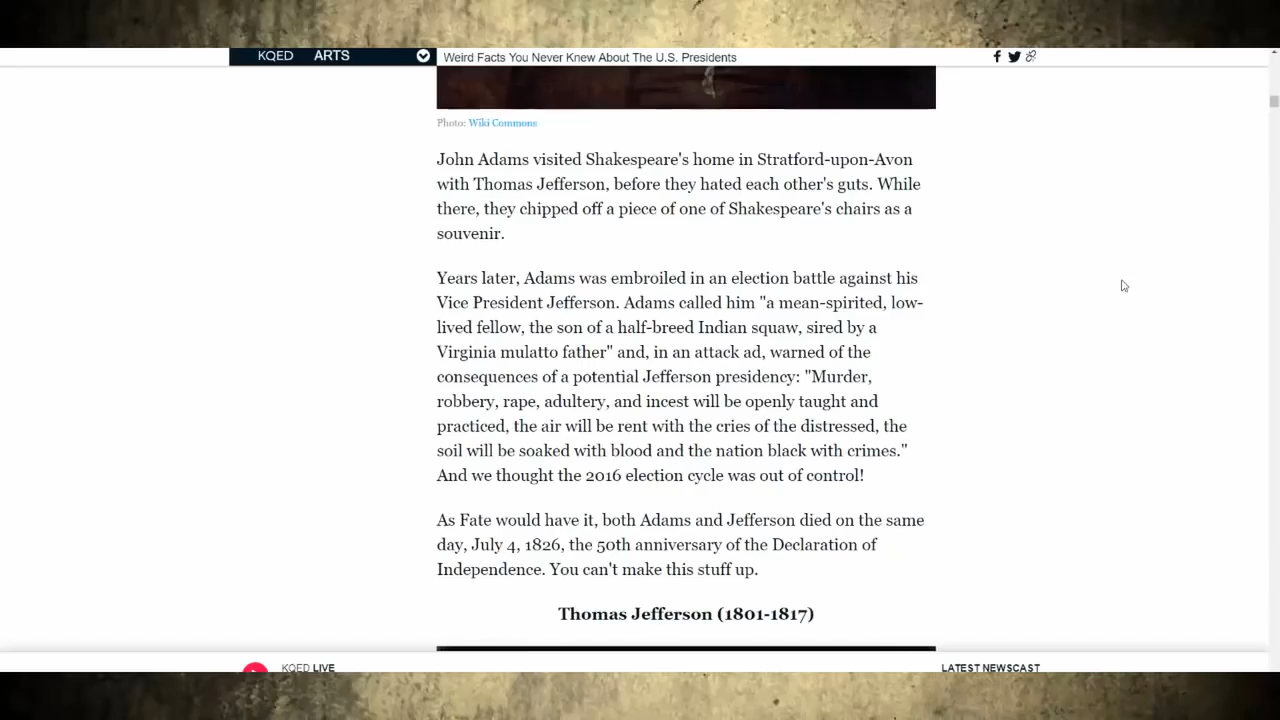 KQED ARTS Weird Facts You Never Knew About The U.S. Presidents
Photo: Wiki Commons
John Adams visited Shakespeare's home in Stratford-upon-Avon
with Thomas Jefferson, before they hated each other's guts. While
there, they chipped off a piece of one of Shakespeare's chairs as a
souvenir.
Years later, Adams was embroiled in an election battle against his
Vice President Jefferson. Adams called him "a mean-spirited, low-
lived fellow, the son of a half-breed Indian squaw, sired by a
Virginia mulatto father" and, in an attack ad, warned of the
consequences of a potential Jefferson presidency: "Murder,
robbery, rape, adultery, and incest will be openly taught and
practiced, the air will be rent with the cries of the distressed, the
soil will be soaked with blood and the nation black with crimes."
And we thought the 2016 election cycle was out of control!
As Fate would have it, both Adams and Jefferson died on the same
day, July 4, 1826, the 50th anniversary of the Declaration of
Independence. You can't make this stuff up.
Thomas Jefferson (1801-1817)
KQED LIVE LATEST NEWSCAST